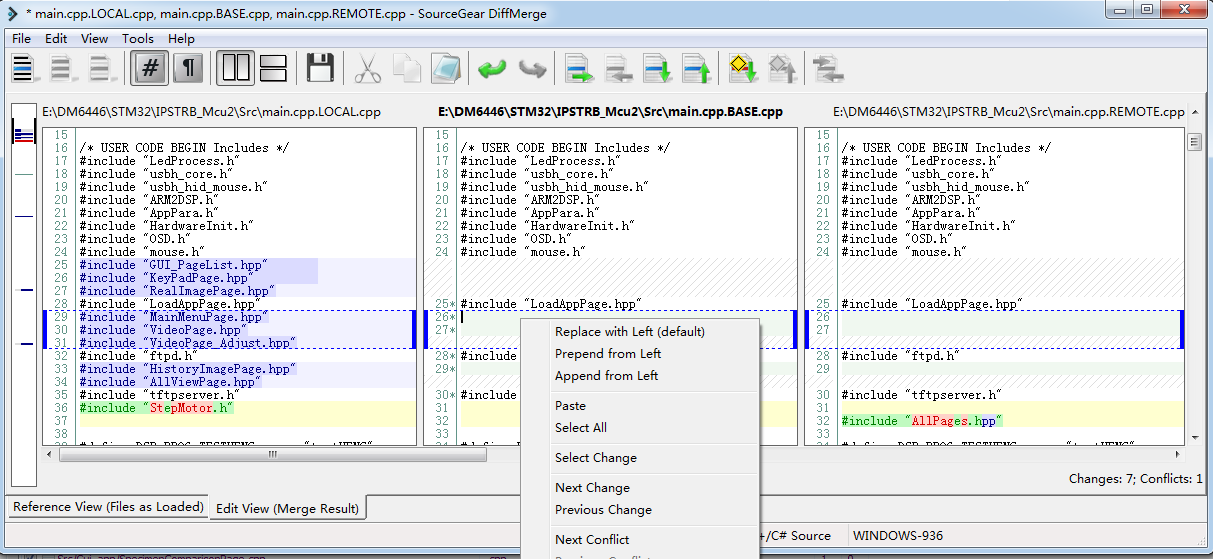 * main.cpp.LOCAL.cpp, main.cpp.BASE.cpp, main.cpp.REMOTE.cpp - SourceGear DiffMerge
File Edit View Tools Help
E:\DM6446\STM32\IPSTRB_Mcu2\Src\main.cpp.LOCAL.cpp
15
16 /* USER CODE BEGIN Includes */
17 #include "LedProcess.h"
18 #include "usbh_core.h"
19 #include "usbh_hid_mouse.h"
20 #include "ARM2DSP.h"
21 #include "AppPara.h"
22 #include "HardwareInit.h"
23 #include "OSD.h"
24 #include "mouse.h"
25 #include "GUI_PageList.hpp"
26 #include "KeyPadPage.hpp"
27 #include "RealImagePage.hpp"
28 #include "LoadAppPage.hpp"
29 #include "MainMenuPage.hpp"
30 #include "VideoPage.hpp"
31 #include "VideoPage_Adjust.hpp"
32 #include "ftpd.h"
33 #include "HistoryImagePage.hpp"
34 #include "AllViewPage.hpp"
35 #include "tftpserver.h"
36 #include "StepMotor.h"
37
38
E:\DM6446\STM32\IPSTRB_Mcu2\Src\main.cpp.BASE.cpp
15
16 /* USER CODE BEGIN Includes */
17 #include "LedProcess.h"
18 #include "usbh_core.h"
19 #include "usbh_hid_mouse.h"
20 #include "ARM2DSP.h"
21 #include "AppPara.h"
22 #include "HardwareInit.h"
23 #include "OSD.h"
24 #include "mouse.h"
25* #include "LoadAppPage.hpp"
26*
27*
28* #include
29*
30* #include
31
32
33
E:\DM6446\STM32\IPSTRB_Mcu2\Src\main.cpp.REMOTE.cpp
15
16 /* USER CODE BEGIN Includes */
17 #include "LedProcess.h"
18 #include "usbh_core.h"
19 #include "usbh_hid_mouse.h"
20 #include "ARM2DSP.h"
21 #include "AppPara.h"
22 #include "HardwareInit.h"
23 #include "OSD.h"
24 #include "mouse.h"
25 #include "LoadAppPage.hpp"
26
27
28 #include "ftpd.h"
29
30 #include "tftpserver.h"
31
32 #include "AllPages.hpp"
33
Replace with Left (default)
Prepend from Left
Append from Left
Paste
Select All
Select Change
Next Change
Previous Change
Next Conflict
Changes: 7; Conflicts: 1
Reference View (Files as Loaded) Edit View (Merge Result)
+/C# Source WINDOWS-936